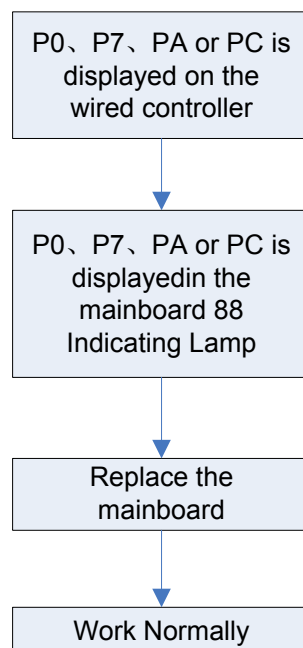 P0、P7、PA or PC is
displayed on the
wired controller
P0、P7、PA or PC is
displayedin the
mainboard 88
Indicating Lamp
Replace the
mainboard
Work Normally